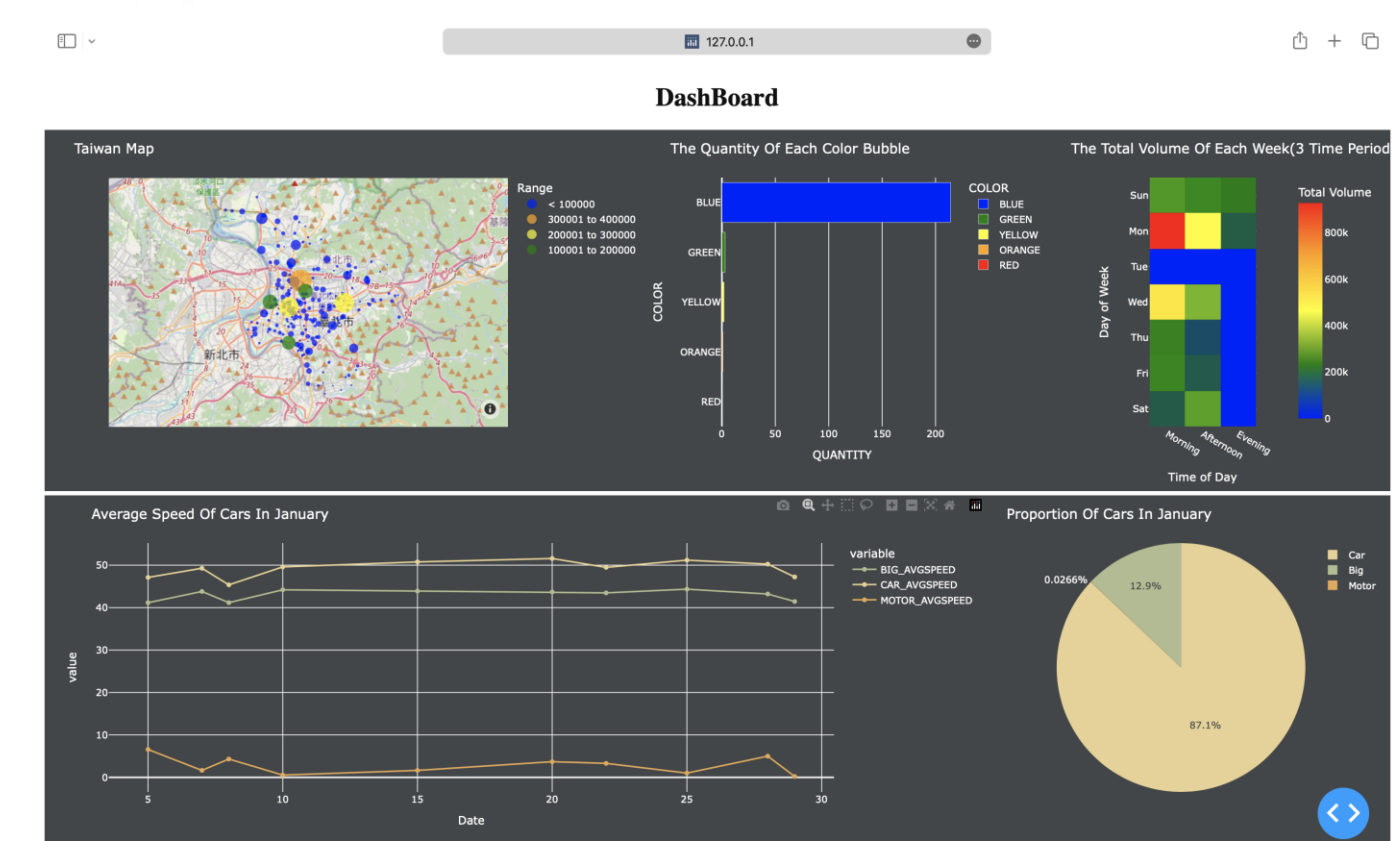 127.0.0.1
DashBoard
Taiwan Map
Range
< 100000
300001 to 400000
200001 to 300000
100001 to 200000
北市
新北市
The Quantity Of Each Color Bubble
COLOR
BLUE
GREEN
YELLOW
ORANGE
RED
0 50 100 150 200
QUANTITY
COLOR
BLUE
GREEN
YELLOW
ORANGE
RED
The Total Volume Of Each Week(3 Time Period
Day of Week
Sun
Mon
Tue
Wed
Thu
Fri
Sat
Morning Afternoon Evening
Time of Day
Total Volume
800k
600k
400k
200k
0
Average Speed Of Cars In January
value
50
40
30
20
10
0
5 10 15 20 25 30
Date
variable
BIG_AVGSPEED
CAR_AVGSPEED
MOTOR_AVGSPEED
Proportion Of Cars In January
0.0266%
12.9%
87.1%
Car
Big
Motor